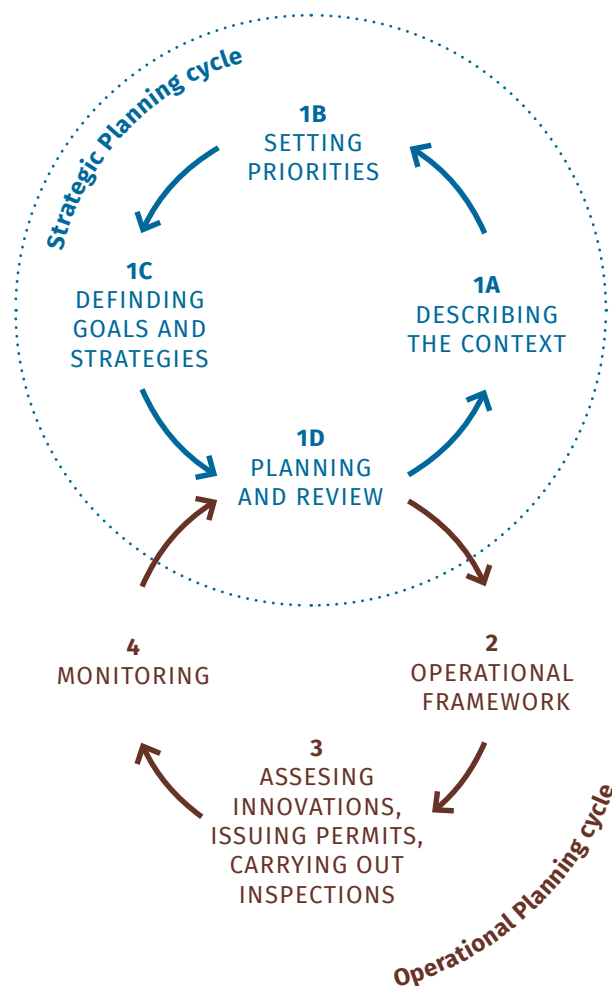 Strategic Planning cycle
1B
SETTING
PRIORITIES
1C
DEFINDING
GOALS AND
STRATEGIES
1A
DESCRIBING
THE CONTEXT
1D
PLANNING
AND REVIEW
4
MONITORING
2
OPERATIONAL
FRAMEWORK
3
ASSESING
INNOVATIONS,
ISSUING PERMITS,
CARRYING OUT
INSPECTIONS
Operational Planning cycle